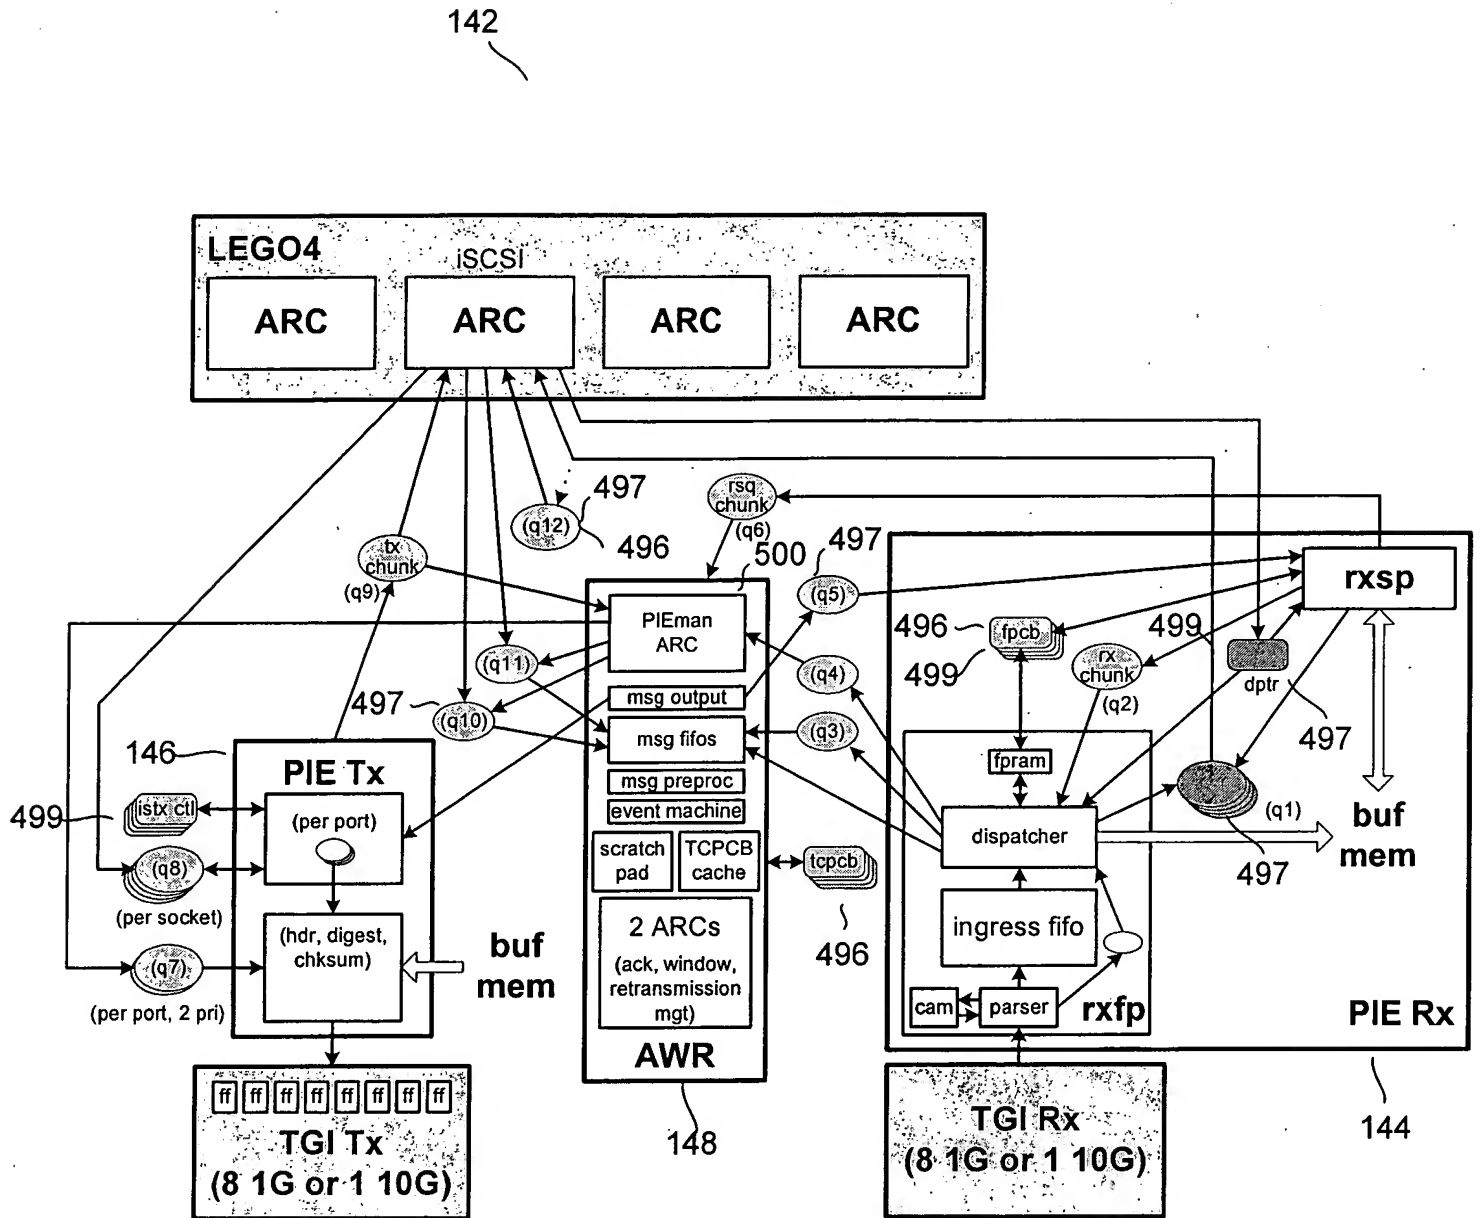 142
LEGO4
iSCSI
ARC
ARC
ARC
ARC
497
(q12)
496
rsq
chunk
(q6)
500
497
tx
chunk
(q9)
(q5)
rxsp
PIEman
ARC
496
499
fpcb
rx
chunk
(q2)
499
dptr
497
(q11)
(q4)
497
(q10)
msg output
msg fifos
(q3)
msg preproc
event machine
scratch
pad
TCPCB
cache
tcpcb
496
2 ARCs
(ack, window,
retransmission
mgt)
AWR
148
146
PIE Tx
499
istx ctl
(per port)
(q8)
(per socket)
(hdr, digest,
chksum)
buf
mem
(q7)
(per port, 2 pri)
ff ff ff ff ff ff ff ff
TGI Tx
(8 1G or 1 10G)
fpram
dispatcher
(q1)
497
buf
mem
ingress fifo
cam
parser
rxfp
PIE Rx
144
TGI Rx
(8 1G or 1 10G)